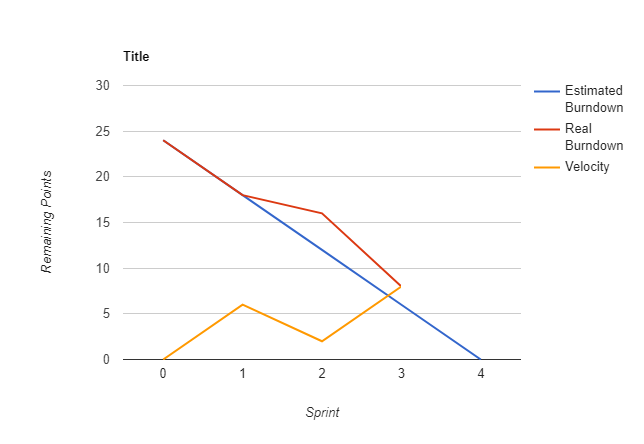 Title
30
25
20
15
10
5
0
0 1 2 3 4
Remaining Points
Sprint
Estimated
Burndown
Real
Burndown
Velocity